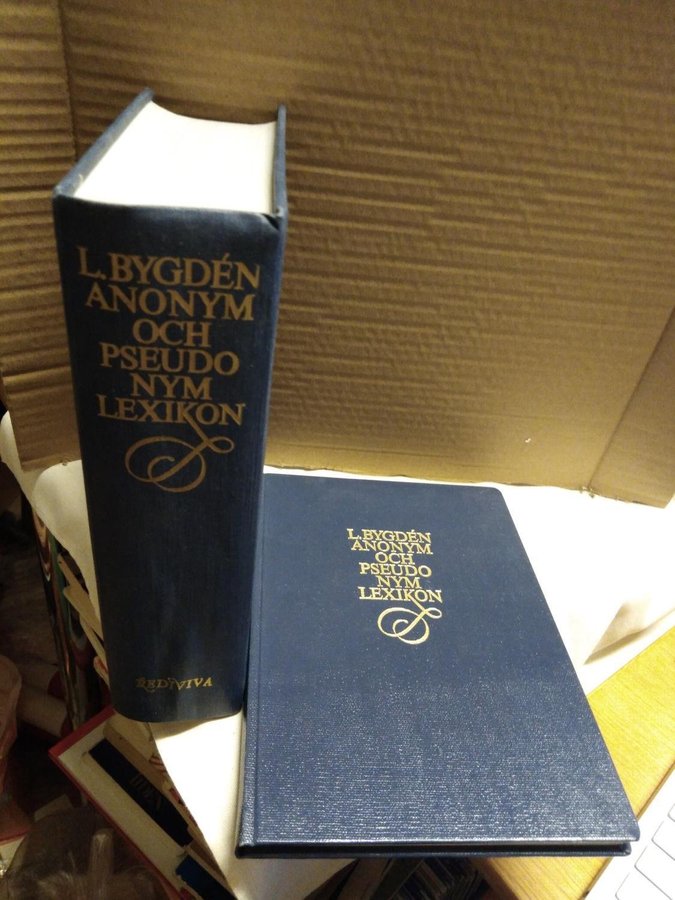 L. BYGDÉN
ANONYM
OCH
PSEUDO
NYM
LEXIKON
REDIVIVA
L. BYGDÉN
ANONYM
OCH
PSEUDO
NYM
LEXIKON